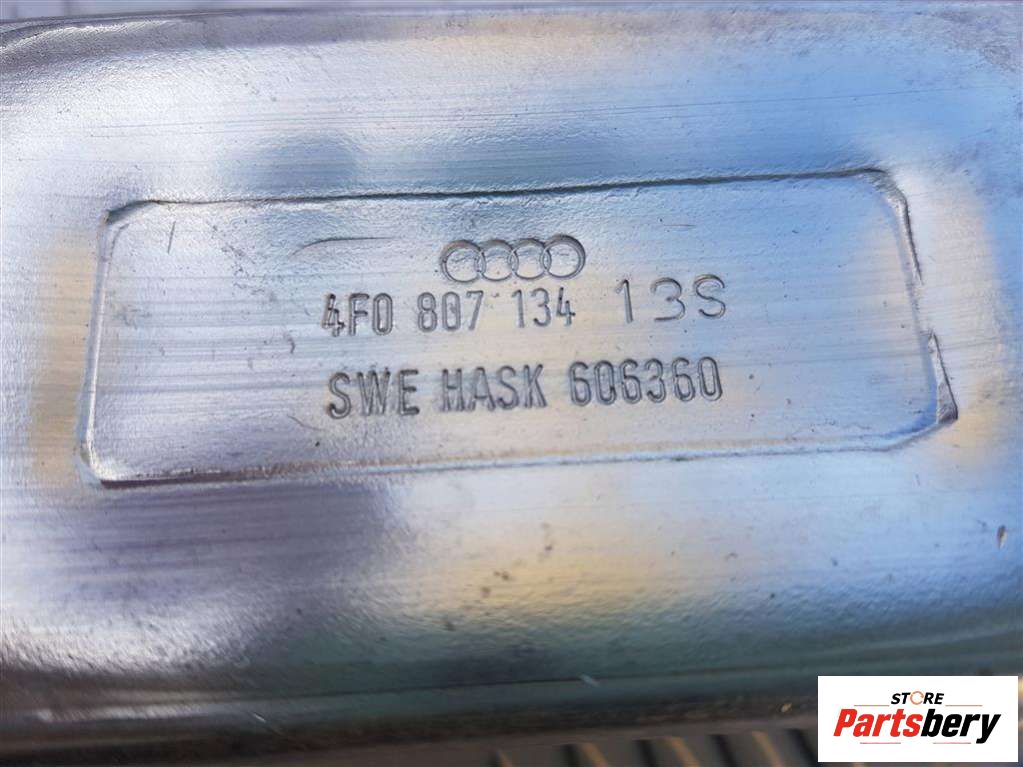 4F0 807 134 13S
SWE HASK 606360
STORE
Partsbery